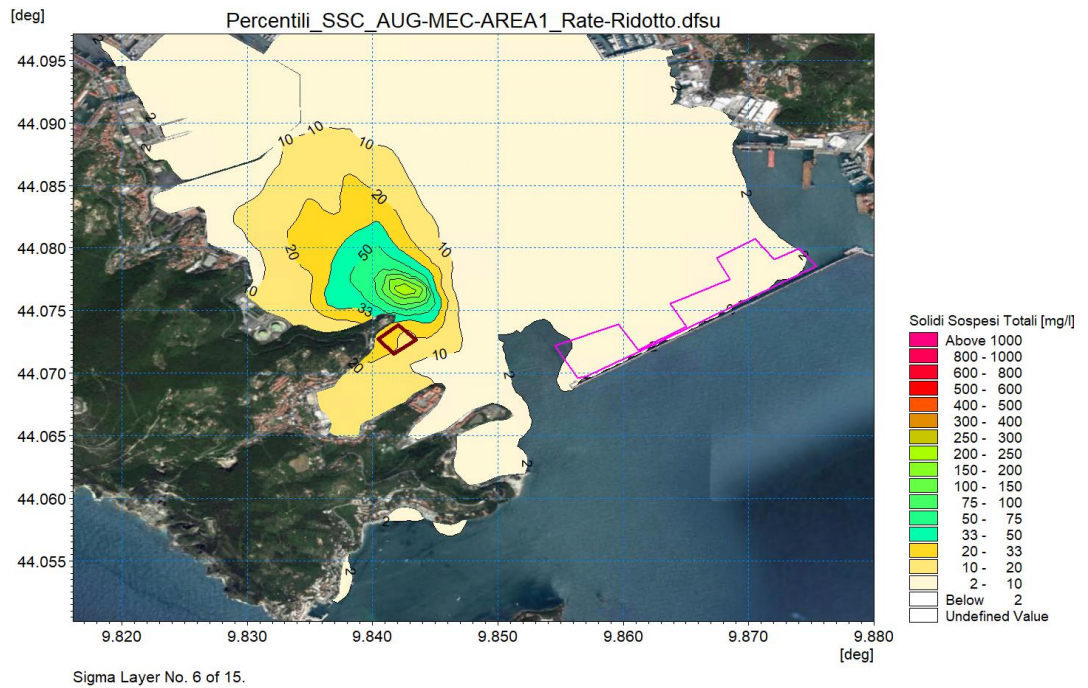 [deg]
Percentili_SSC_AUG-MEC-AREA1_Rate-Ridotto.dfsu
44.095
44.090
44.085
44.080
44.075
44.070
44.065
44.060
44.055
9.820
9.830
9.840
9.850
9.860
9.870
9.880
[deg]
2
2
2
2
2
2
2
2
2
2
10
10
10
10
10
10
20
20
20
33
50
Solidi Sospesi Totali [mg/l]
Above 1000
800 - 1000
600 - 800
500 - 600
400 - 500
300 - 400
250 - 300
200 - 250
150 - 200
100 - 150
75 - 100
50 - 75
33 - 50
20 - 33
10 - 20
2 - 10
Below 2
Undefined Value
Sigma Layer No. 6 of 15.